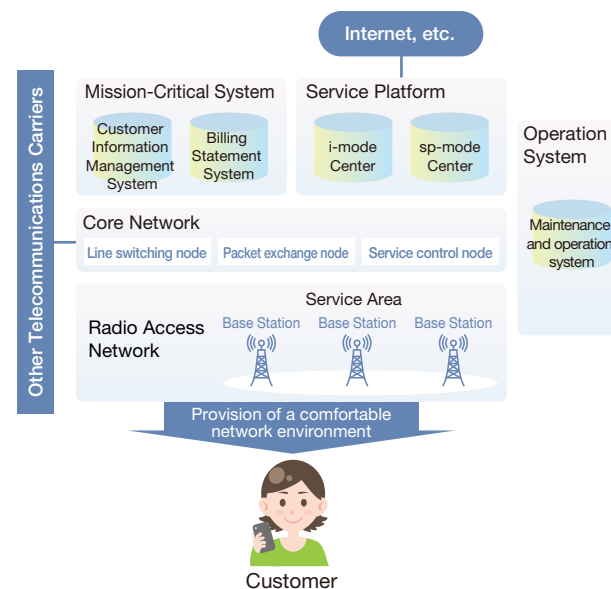 Internet, etc.
Other Telecommunications Carriers
Mission-Critical System
Customer
Information
Management
System
Billing
Statement
System
Service Platform
i-mode
Center
sp-mode
Center
Operation
System
Maintenance
and operation
system
Core Network
Line switching node
Packet exchange node
Service control node
Radio Access
Network
Service Area
Base Station
Base Station
Base Station
Provision of a comfortable
network environment
Customer